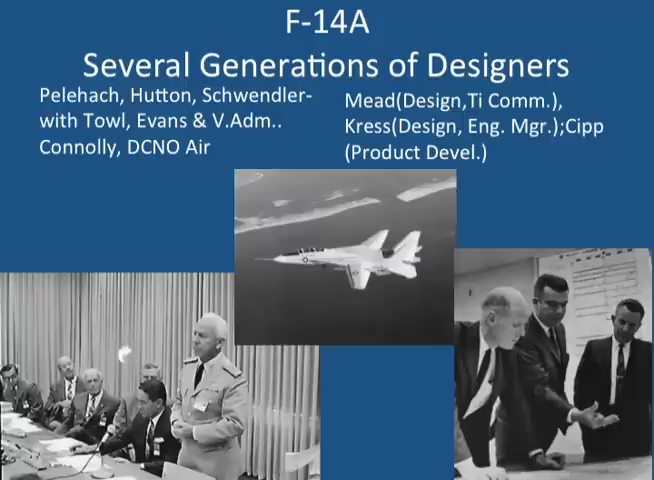 F-14A
Several Generations of Designers
Pelehach, Hutton, Schwendler-
with Towl, Evans & V.Adm..
Connolly, DCNO Air
Mead(Design,Ti Comm.),
Kress(Design, Eng. Mgr.);Cipp
(Product Devel.)